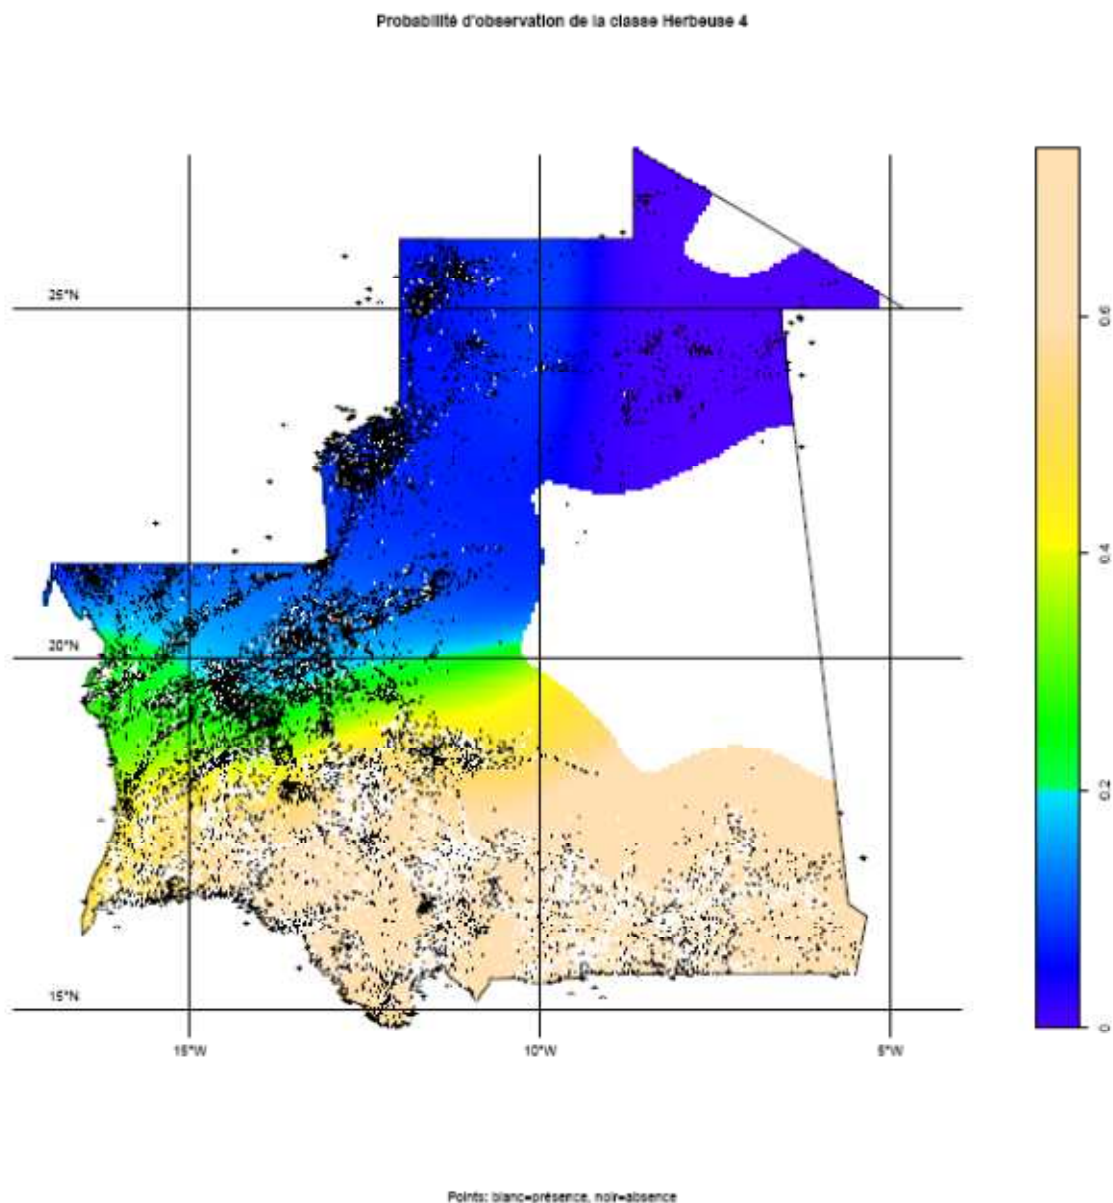 Probabilité d'observation de la classe Herbeuse 4
25°N
20°N
15°N
15°W
10°W
5°W
0.6
0.4
0.2
0
Points: blanc=présence, noir=absence